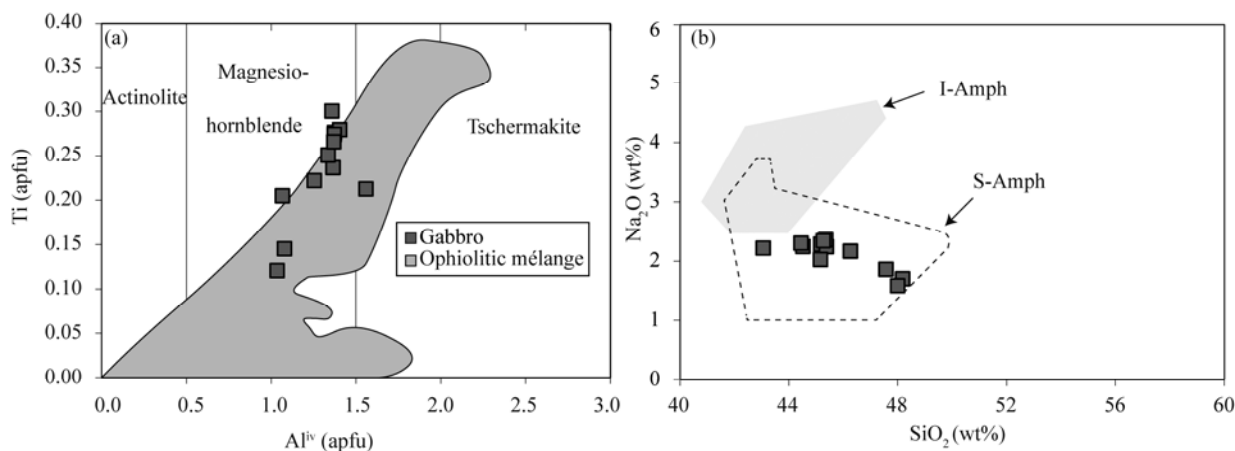 (a)
0.40
0.35
0.30
0.25
0.20
0.15
0.10
0.05
0.00
Ti (apfu)
Actinolite
Magnesio-
hornblende
Tschermakite
Gabbro
Ophiolitic mélange
0.0
0.5
1.0
1.5
2.0
2.5
3.0
Al^iv (apfu)
(b)
6
5
4
3
2
1
0
Na₂O (wt%)
I-Amph
S-Amph
40
44
48
52
56
60
SiO₂ (wt%)